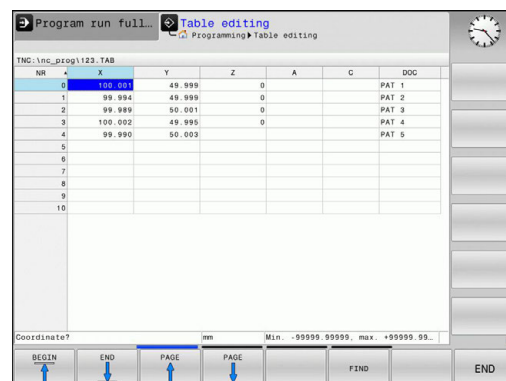 Program run full… Table editing
Programming Table editing
TNC:\nc_prog\123.TAB
NR X Y Z A C DOC
0 100.001 49.999 0 PAT 1
1 99.994 49.999 0 PAT 2
2 99.989 50.001 0 PAT 3
3 100.002 49.995 0 PAT 4
4 99.990 50.003 PAT 5
5
6
7
8
9
10
Coordinate? mm Min. -99999.99999, max. +99999.99…
BEGIN END PAGE PAGE FIND END